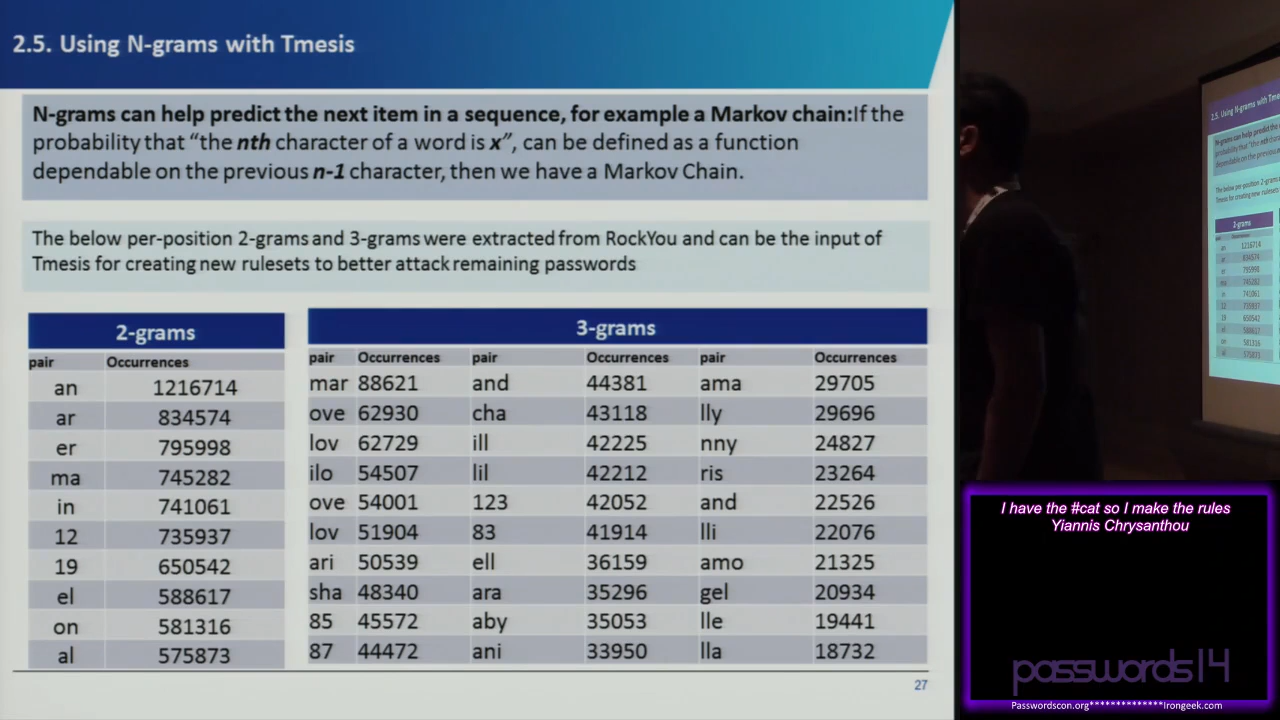 2.5. Using N-grams with Tmesis
N-grams can help predict the next item in a sequence, for example a Markov chain:If the
probability that “the nth character of a word is x”, can be defined as a function
dependable on the previous n-1 character, then we have a Markov Chain.
The below per-position 2-grams and 3-grams were extracted from RockYou and can be the input of
Tmesis for creating new rulesets to better attack remaining passwords
2-grams
pair Occurrences
an 1216714
ar 834574
er 795998
ma 745282
in 741061
12 735937
19 650542
el 588617
on 581316
al 575873
3-grams
pair Occurrences pair Occurrences pair Occurrences
mar 88621 and 44381 ama 29705
ove 62930 cha 43118 lly 29696
lov 62729 ill 42225 nny 24827
ilo 54507 lil 42212 ris 23264
ove 54001 123 42052 and 22526
lov 51904 83 41914 lli 22076
ari 50539 ell 36159 amo 21325
sha 48340 ara 35296 gel 20934
85 45572 aby 35053 lle 19441
87 44472 ani 33950 lla 18732
27
2.5. Using N-grams with Tmesis
2-grams
I have the #cat so I make the rules
Yiannis Chrysanthou
passwords14
Passwordscon.org**************Irongeek.com